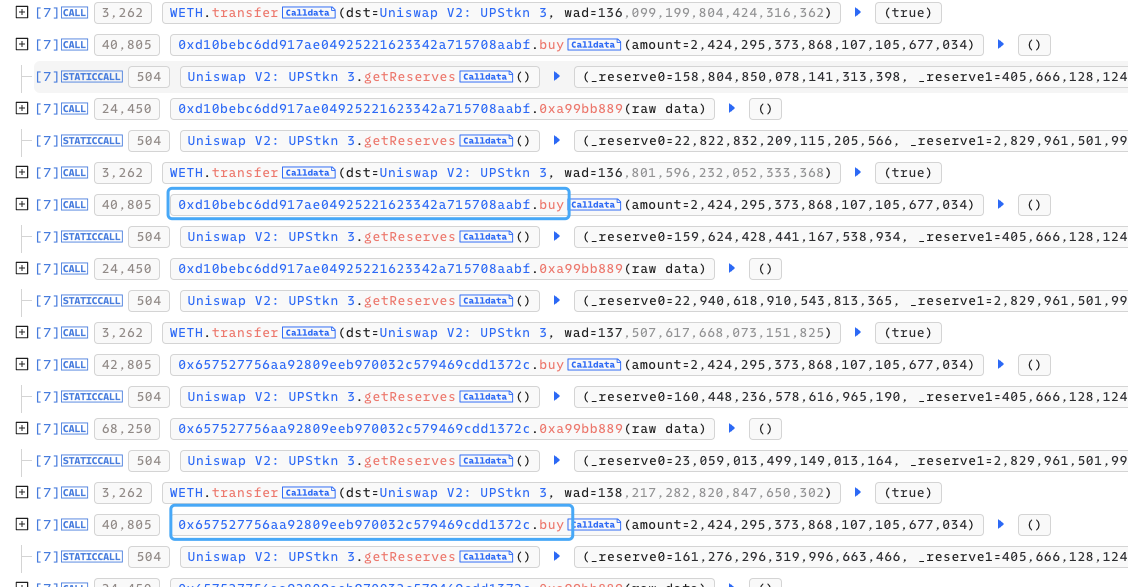 [7] CALL 3,262 WETH.transfer Calldata (dst=Uniswap V2: UPStkn 3, wad=136,099,199,804,424,316,362) (true)
[7] CALL 40,805 0xd10bebc6dd917ae04925221623342a715708aabf.buy Calldata (amount=2,424,295,373,868,107,105,677,034) ()
[7] STATICCALL 504 Uniswap V2: UPStkn 3.getReserves Calldata () (_reserve0=158,804,850,078,141,313,398, _reserve1=405,666,128,124
[7] CALL 24,450 0xd10bebc6dd917ae04925221623342a715708aabf.0xa99bb889(raw data) ()
[7] STATICCALL 504 Uniswap V2: UPStkn 3.getReserves Calldata () (_reserve0=22,822,832,209,115,205,566, _reserve1=2,829,961,501,99
[7] CALL 3,262 WETH.transfer Calldata (dst=Uniswap V2: UPStkn 3, wad=136,801,596,232,052,333,368) (true)
[7] CALL 40,805 0xd10bebc6dd917ae04925221623342a715708aabf.buy Calldata (amount=2,424,295,373,868,107,105,677,034) ()
[7] STATICCALL 504 Uniswap V2: UPStkn 3.getReserves Calldata () (_reserve0=159,624,428,441,167,538,934, _reserve1=405,666,128,124
[7] CALL 24,450 0xd10bebc6dd917ae04925221623342a715708aabf.0xa99bb889(raw data) ()
[7] STATICCALL 504 Uniswap V2: UPStkn 3.getReserves Calldata () (_reserve0=22,940,618,910,543,813,365, _reserve1=2,829,961,501,99
[7] CALL 3,262 WETH.transfer Calldata (dst=Uniswap V2: UPStkn 3, wad=137,507,617,668,073,151,825) (true)
[7] CALL 42,805 0x657527756aa92809eeb970032c579469cdd1372c.buy Calldata (amount=2,424,295,373,868,107,105,677,034) ()
[7] STATICCALL 504 Uniswap V2: UPStkn 3.getReserves Calldata () (_reserve0=160,448,236,578,616,965,190, _reserve1=405,666,128,124
[7] CALL 68,250 0x657527756aa92809eeb970032c579469cdd1372c.0xa99bb889(raw data) ()
[7] STATICCALL 504 Uniswap V2: UPStkn 3.getReserves Calldata () (_reserve0=23,059,013,499,149,013,164, _reserve1=2,829,961,501,99
[7] CALL 3,262 WETH.transfer Calldata (dst=Uniswap V2: UPStkn 3, wad=138,217,282,820,847,650,302) (true)
[7] CALL 40,805 0x657527756aa92809eeb970032c579469cdd1372c.buy Calldata (amount=2,424,295,373,868,107,105,677,034) ()
[7] STATICCALL 504 Uniswap V2: UPStkn 3.getReserves Calldata () (_reserve0=161,276,296,319,996,663,466, _reserve1=405,666,128,124